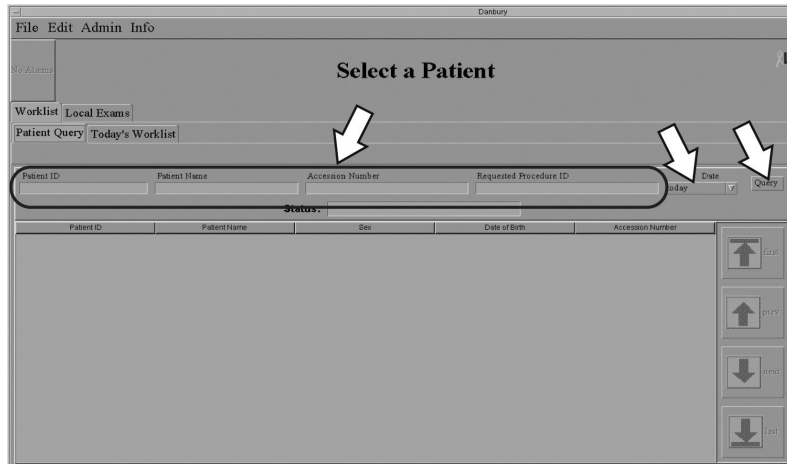 Danbury
File Edit Admin Info
No Alarms
Select a Patient
Worklist Local Exams
Patient Query Today's Worklist
Patient ID Patient Name Accession Number Requested Procedure ID Date
today Query
Status:
Patient ID Patient Name Sex Date of Birth Accession Number
first
prev
next
last